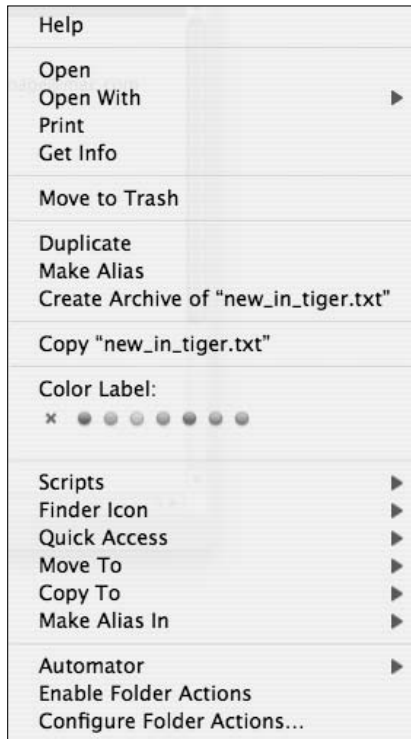 Help
Open
Open With
Print
Get Info
Move to Trash
Duplicate
Make Alias
Create Archive of “new_in_tiger.txt”
Copy “new_in_tiger.txt”
Color Label:
Scripts
Finder Icon
Quick Access
Move To
Copy To
Make Alias In
Automator
Enable Folder Actions
Configure Folder Actions...